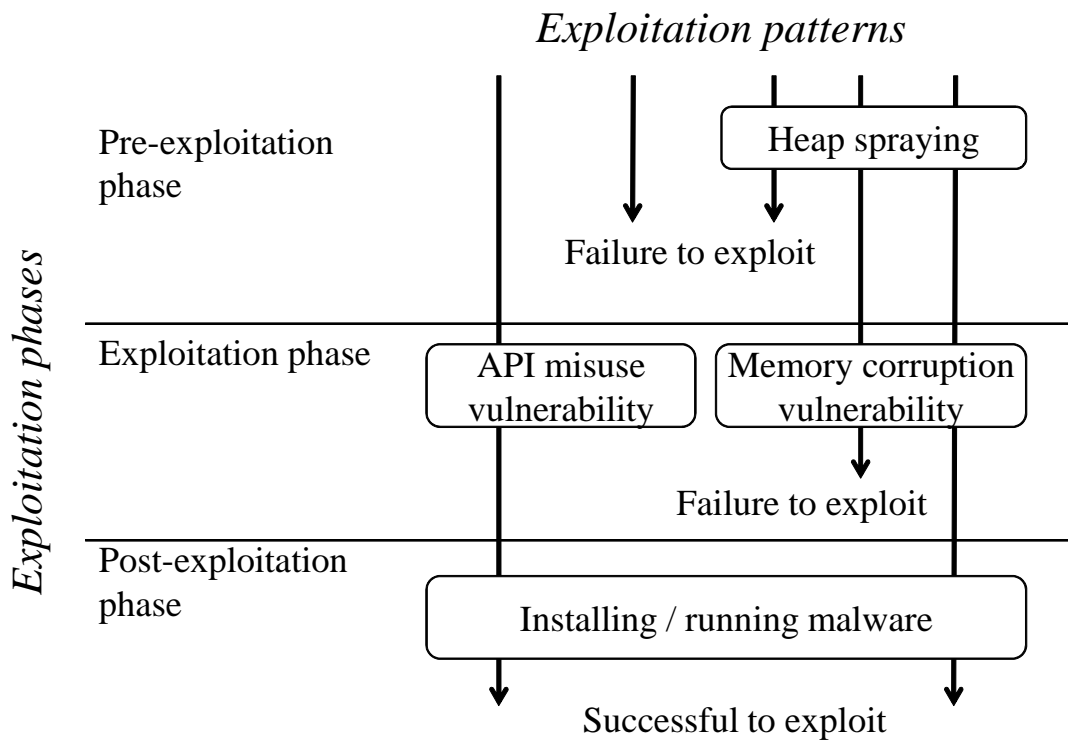 Exploitation patterns
Exploitation phases
Pre-exploitation
phase
Heap spraying
Failure to exploit
Exploitation phase
API misuse
vulnerability
Memory corruption
vulnerability
Failure to exploit
Post-exploitation
phase
Installing / running malware
Successful to exploit